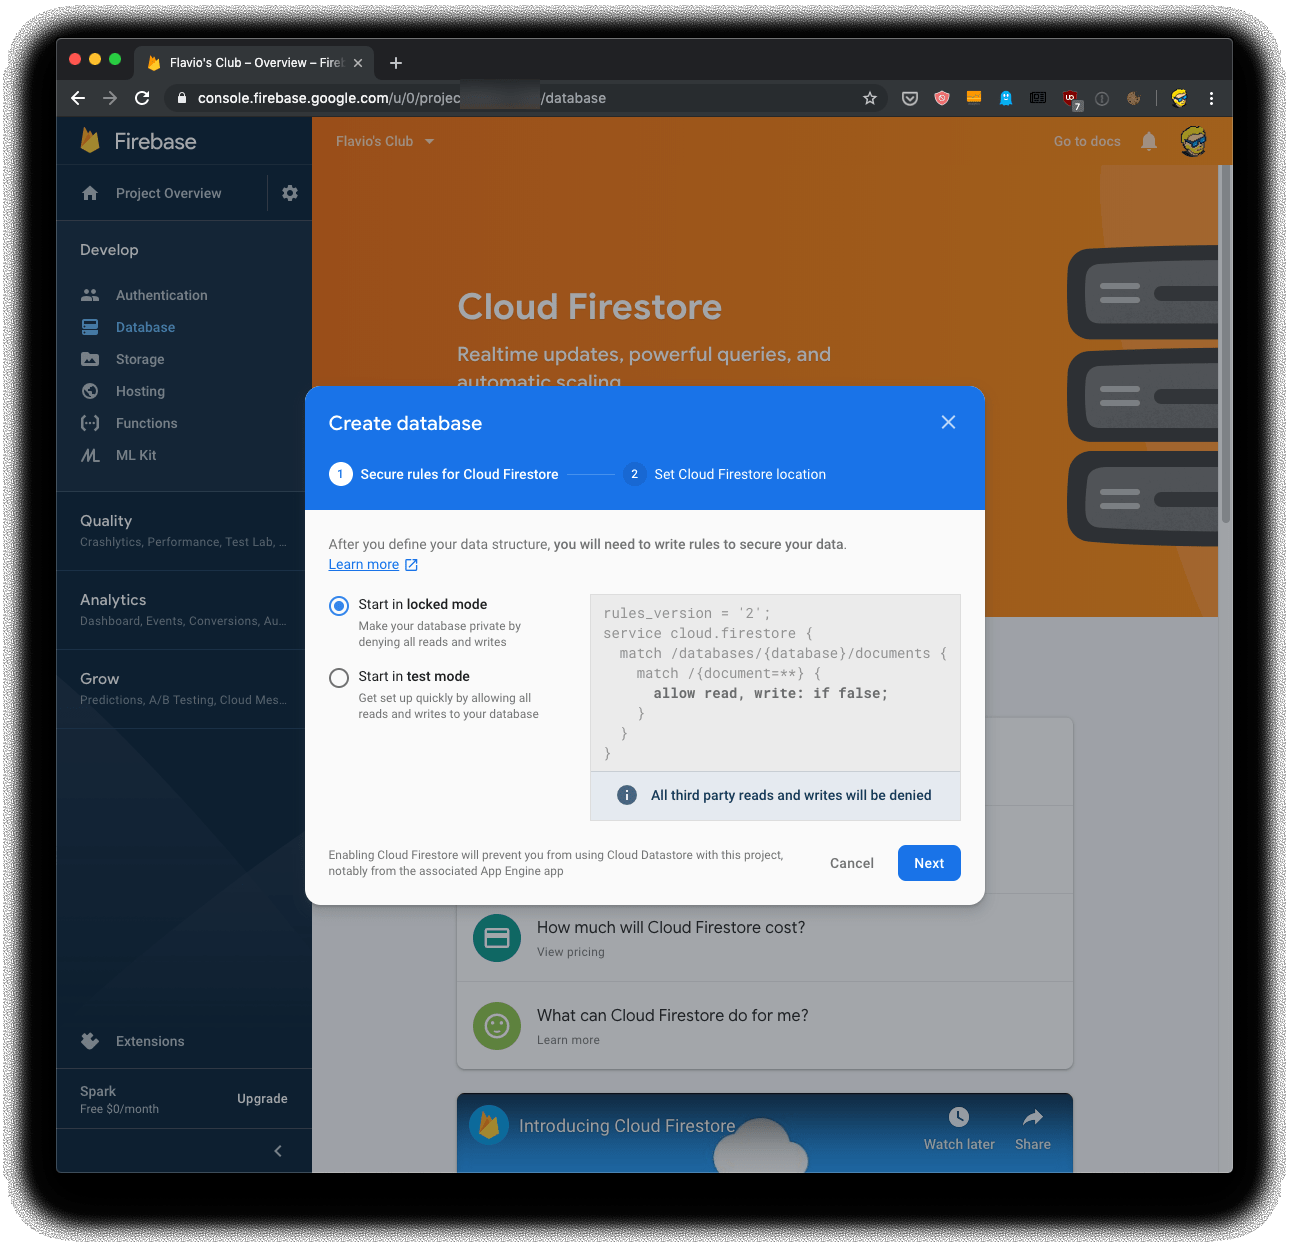 Flavio's Club – Overview – Fireb
console.firebase.google.com/u/0/projec
/database
UD
7
Firebase
Flavio's Club
Go to docs
Project Overview
Develop
Authentication
Database
Storage
Hosting
Functions
ML Kit
Quality
Crashlytics, Performance, Test Lab, ...
Analytics
Dashboard, Events, Conversions, Au...
Grow
Predictions, A/B Testing, Cloud Mes...
Extensions
Spark
Free $0/month
Upgrade
Cloud Firestore
Realtime updates, powerful queries, and
automatic scaling
Create database
1 Secure rules for Cloud Firestore
2 Set Cloud Firestore location
After you define your data structure, you will need to write rules to secure your data.
Learn more
Start in locked mode
Make your database private by
denying all reads and writes
Start in test mode
Get set up quickly by allowing all
reads and writes to your database
rules_version = '2';
service cloud.firestore {
match /databases/{database}/documents {
match /{document=**} {
allow read, write: if false;
}
}
}
All third party reads and writes will be denied
Enabling Cloud Firestore will prevent you from using Cloud Datastore with this project,
notably from the associated App Engine app
Cancel
Next
How much will Cloud Firestore cost?
View pricing
What can Cloud Firestore do for me?
Learn more
Introducing Cloud Firestore
Watch later
Share